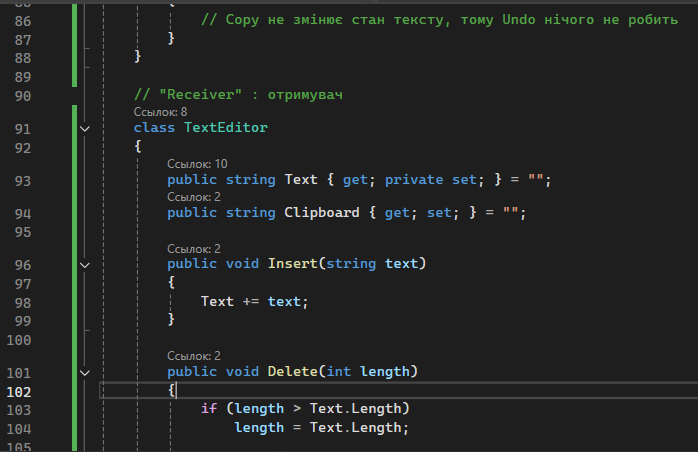 86 // Copy не змінює стан тексту, тому Undo нічого не робить
87 }
88 }
89
90 // "Receiver" : отримувач
Ссылок: 8
91 class TextEditor
92 {
Ссылок: 10
93 public string Text { get; private set; } = "";
Ссылок: 2
94 public string Clipboard { get; set; } = "";
95
Ссылок: 2
96 public void Insert(string text)
97 {
98 Text += text;
99 }
100
Ссылок: 2
101 public void Delete(int length)
102 {
103 if (length > Text.Length)
104 length = Text.Length;
105